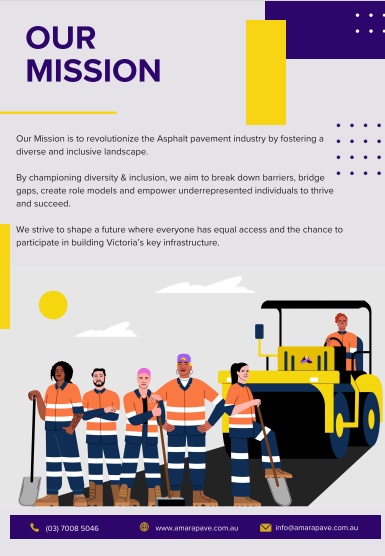 OUR
MISSION
Our Mission is to revolutionize the Asphalt pavement industry by fostering a
diverse and inclusive landscape.
By championing diversity & inclusion, we aim to break down barriers, bridge
gaps, create role models and empower underrepresented individuals to thrive
and succeed.
We strive to shape a future where everyone has equal access and the chance to
participate in building Victoria's key infrastructure.
(03) 7008 5046
www.amarapave.com.au
info@amarapave.com.au